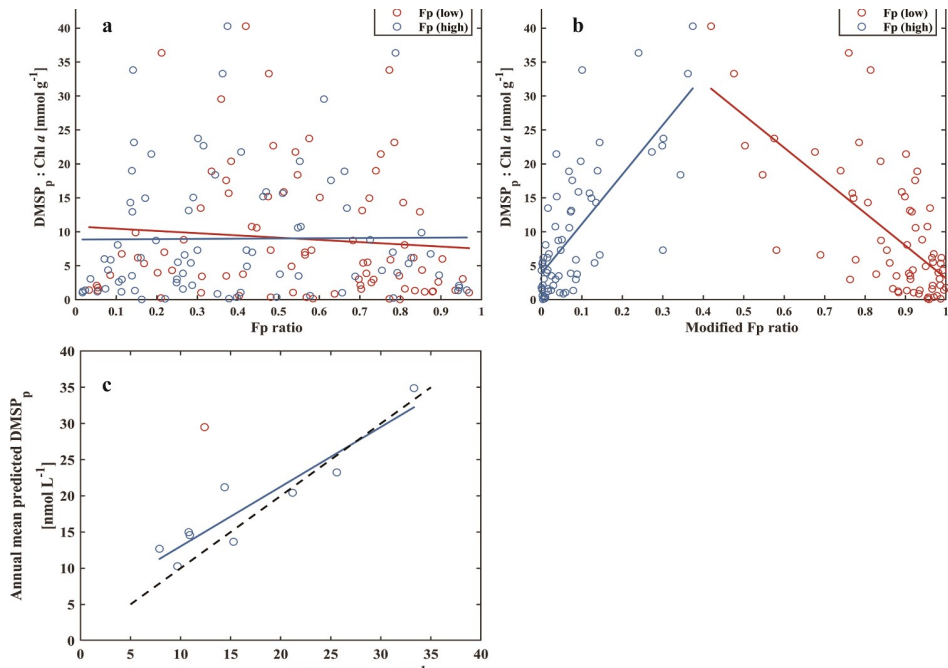 a
Fp (low)
Fp (high)
DMSPp : Chl a [mmol g-1]
40
35
30
25
20
15
10
5
0
0 0.1 0.2 0.3 0.4 0.5 0.6 0.7 0.8 0.9 1
Fp ratio
b
Fp (low)
Fp (high)
DMSPp : Chl a [mmol g-1]
40
35
30
25
20
15
10
5
0
0 0.1 0.2 0.3 0.4 0.5 0.6 0.7 0.8 0.9 1
Modified Fp ratio
c
Annual mean predicted DMSPp
[nmol L-1]
40
35
30
25
20
15
10
5
0
0 5 10 15 20 25 30 35 40